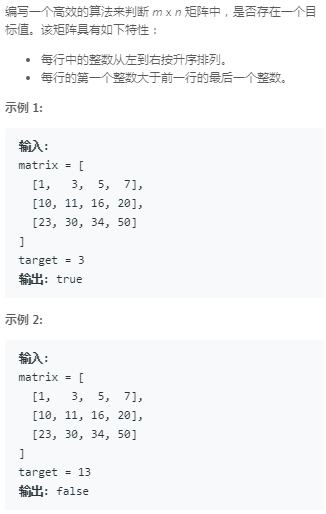 编写一个高效的算法来判断 m x n 矩阵中，是否存在一个目
标值。该矩阵具有如下特性：
• 每行中的整数从左到右按升序排列。
• 每行的第一个整数大于前一行的最后一个整数。
示例 1:
输入:
matrix = [
[1, 3, 5, 7],
[10, 11, 16, 20],
[23, 30, 34, 50]
]
target = 3
输出: true
示例 2:
输入:
matrix = [
[1, 3, 5, 7],
[10, 11, 16, 20],
[23, 30, 34, 50]
]
target = 13
输出: false